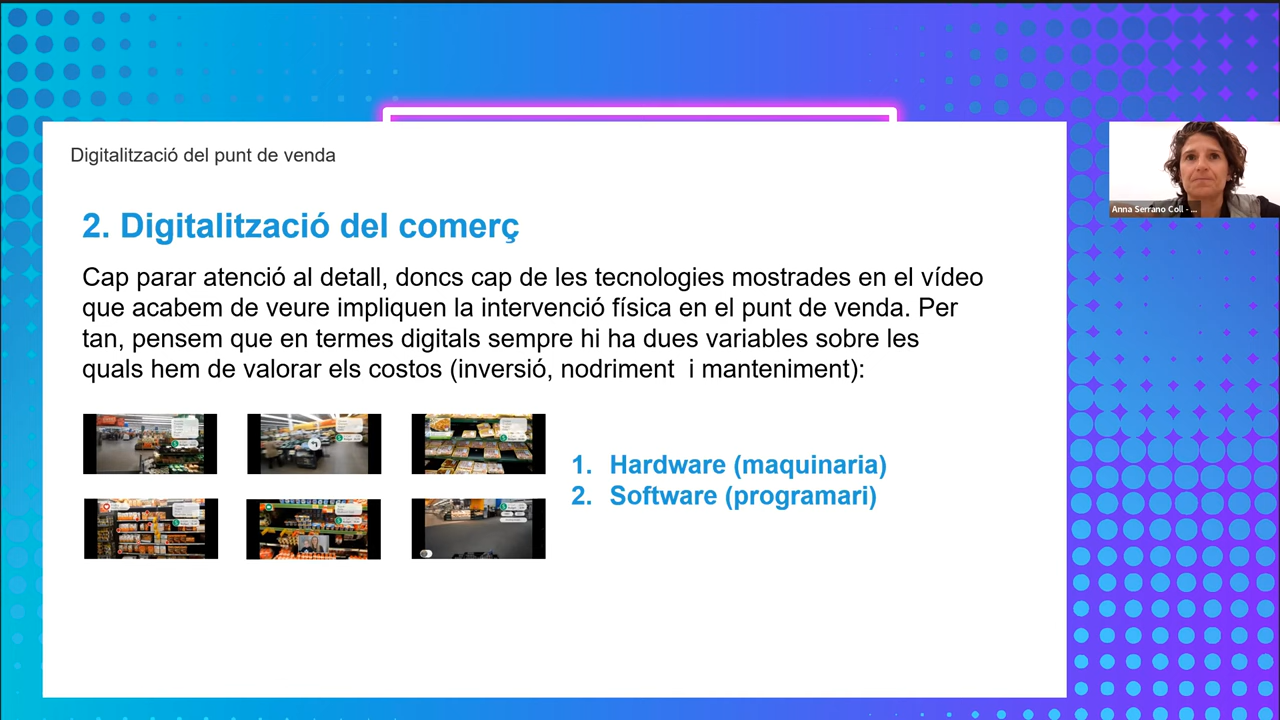 Digitalització del punt de venda
2. Digitalització del comerç
Cap parar atenció al detall, doncs cap de les tecnologies mostrades en el vídeo
que acabem de veure impliquen la intervenció física en el punt de venda. Per
tan, pensem que en termes digitals sempre hi ha dues variables sobre les
quals hem de valorar els costos (inversió, nodriment  i manteniment):
1. Hardware (maquinaria)
2. Software (programari)
Anna Serrano Coll - ...